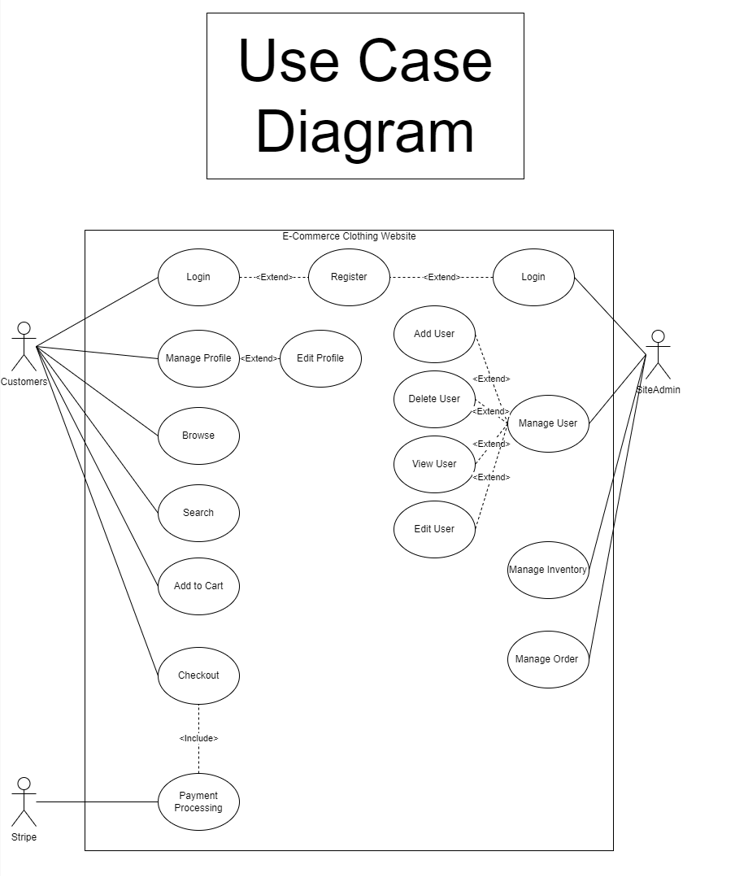 Use Case
Diagram
E-Commerce Clothing Website
Login
<Extend>
Register
<Extend>
Login
Customers
Manage Profile
<Extend>
Edit Profile
Browse
Search
Add to Cart
Checkout
<Include>
Payment
Processing
Stripe
Add User
<Extend>
Delete User
<Extend>
View User
<Extend>
Edit User
<Extend>
Manage User
SiteAdmin
Manage Inventory
Manage Order